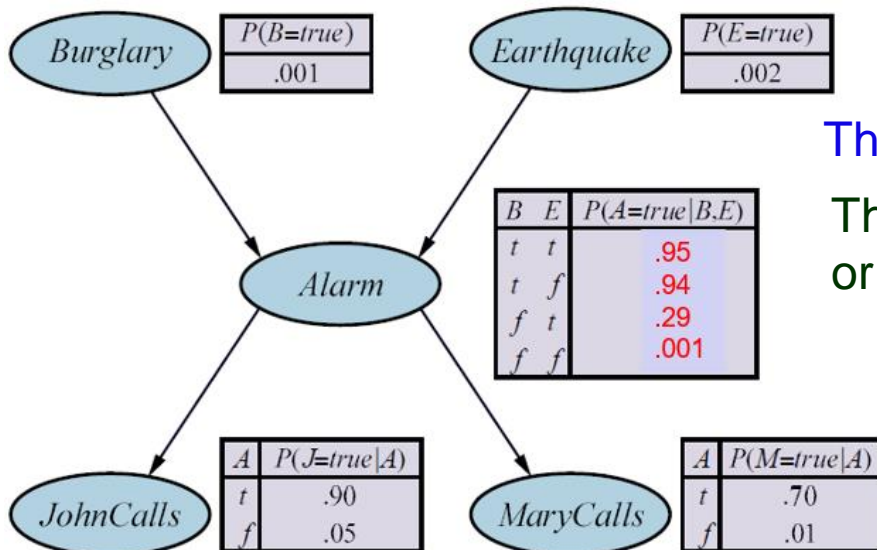 Burglary
P(B=true)
.001
Earthquake
P(E=true)
.002
Th
Th
or
Alarm
B E P(A=true|B,E)
t t .95
t f .94
f t .29
f f .001
JohnCalls
A P(J=true|A)
t .90
f .05
MaryCalls
A P(M=true|A)
t .70
f .01